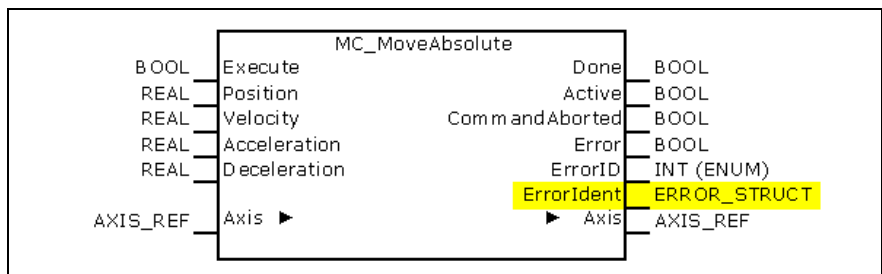 MC_MoveAbsolute
BOOL Execute Done BOOL
REAL Position Active BOOL
REAL Velocity CommandAborted BOOL
REAL Acceleration Error BOOL
REAL Deceleration ErrorID INT (ENUM)
ErrorIdent ERROR_STRUCT
AXIS_REF Axis ► ► Axis AXIS_REF